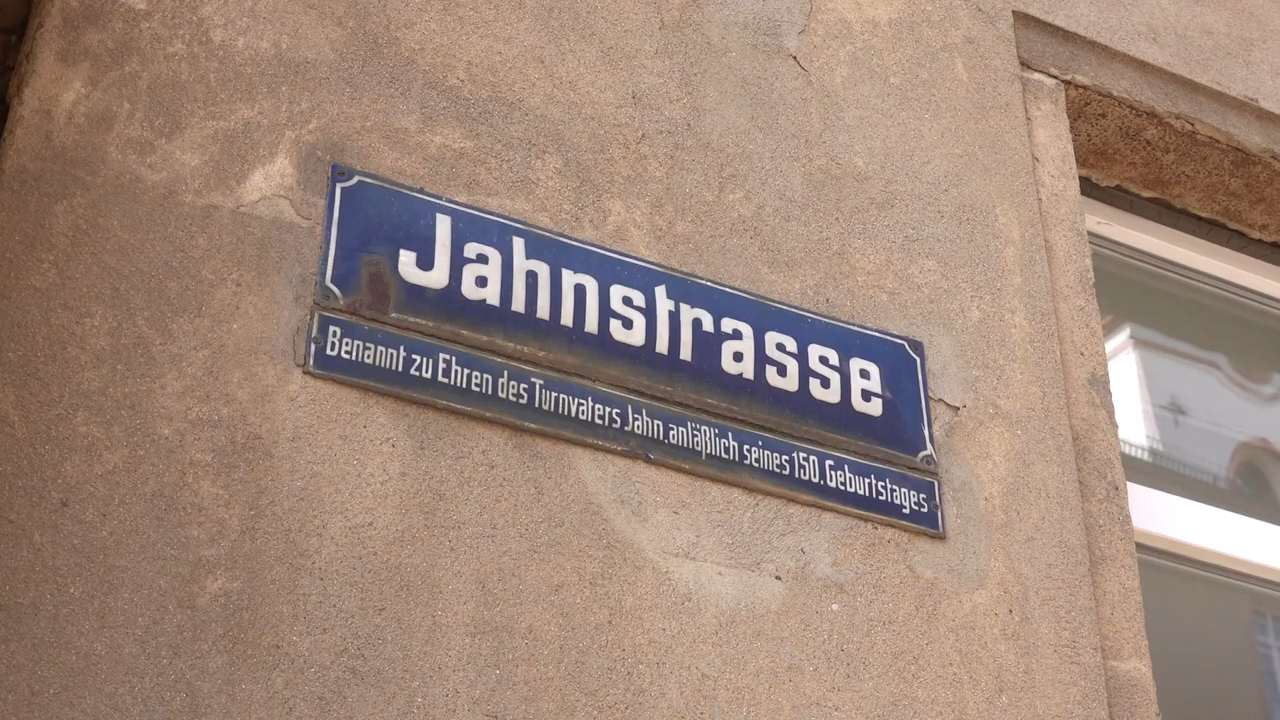 Jahnstrasse
Benannt zu Ehren des Turnvaters Jahn, anläßlich seines 150. Geburtstages